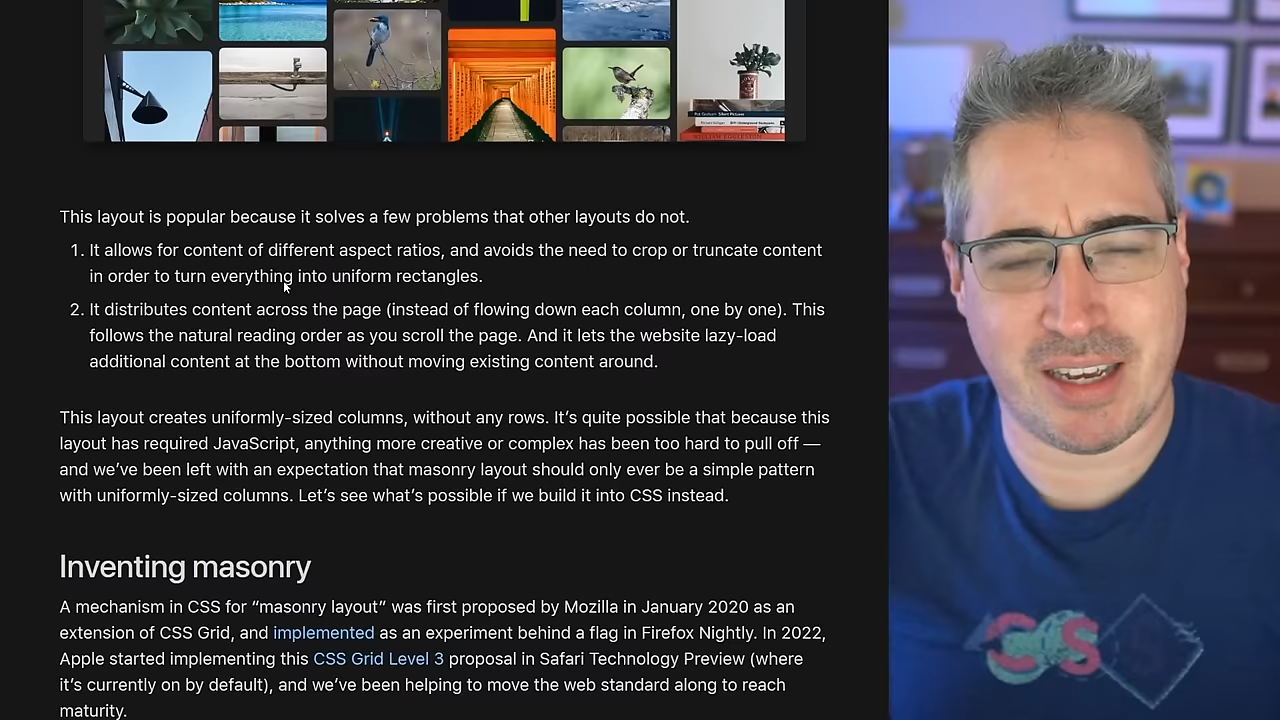 This layout is popular because it solves a few problems that other layouts do not.
1. It allows for content of different aspect ratios, and avoids the need to crop or truncate content
in order to turn everything into uniform rectangles.
2. It distributes content across the page (instead of flowing down each column, one by one). This
follows the natural reading order as you scroll the page. And it lets the website lazy-load
additional content at the bottom without moving existing content around.
This layout creates uniformly-sized columns, without any rows. It’s quite possible that because this
layout has required JavaScript, anything more creative or complex has been too hard to pull off —
and we’ve been left with an expectation that masonry layout should only ever be a simple pattern
with uniformly-sized columns. Let’s see what’s possible if we build it into CSS instead.
Inventing masonry
A mechanism in CSS for “masonry layout” was first proposed by Mozilla in January 2020 as an
extension of CSS Grid, and implemented as an experiment behind a flag in Firefox Nightly. In 2022,
Apple started implementing this CSS Grid Level 3 proposal in Safari Technology Preview (where
it’s currently on by default), and we’ve been helping to move the web standard along to reach
maturity.